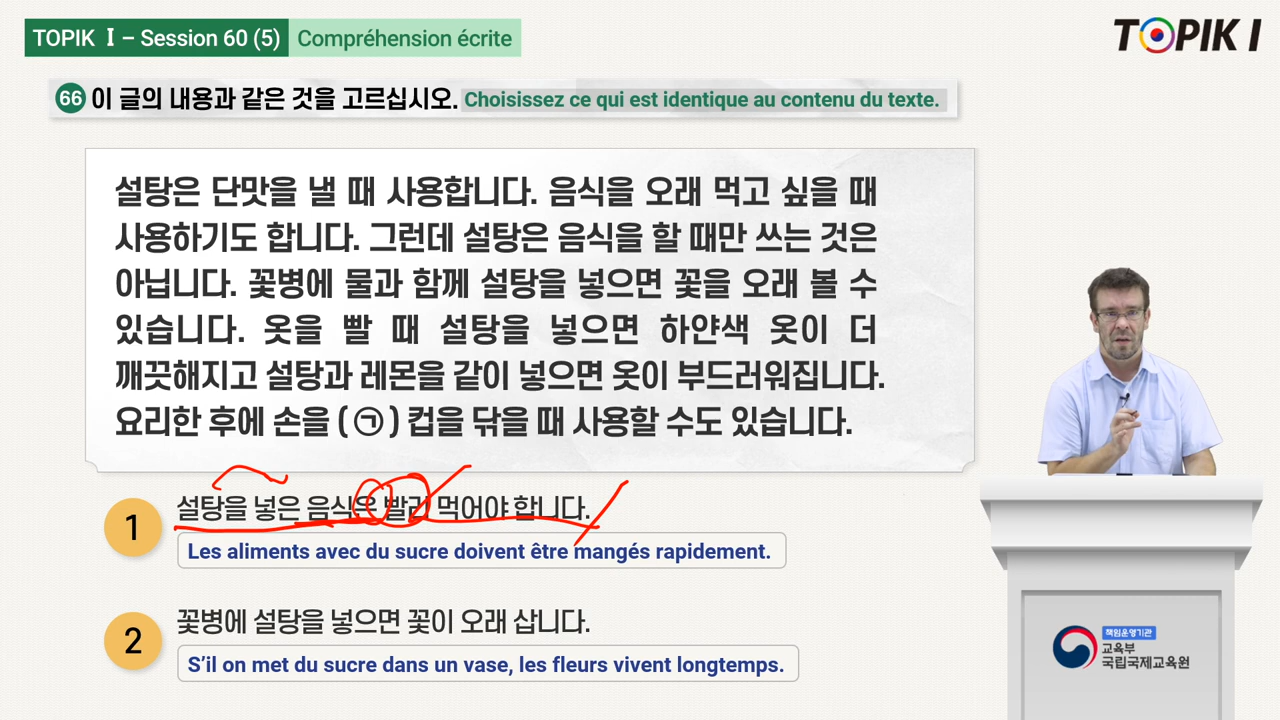 TOPIK I – Session 60 (5) Compréhension écrite
TOPIK I
66 이 글의 내용과 같은 것을 고르십시오. Choisissez ce qui est identique au contenu du texte.
설탕은 단맛을 낼 때 사용합니다. 음식을 오래 먹고 싶을 때
사용하기도 합니다. 그런데 설탕은 음식을 할 때만 쓰는 것은
아닙니다. 꽃병에 물과 함께 설탕을 넣으면 꽃을 오래 볼 수
있습니다. 옷을 빨 때 설탕을 넣으면 하얀색 옷이 더
깨끗해지고 설탕과 레몬을 같이 넣으면 옷이 부드러워집니다.
요리한 후에 손을 (㉠) 컵을 닦을 때 사용할 수도 있습니다.
1 설탕을 넣은 음식은 빨리 먹어야 합니다.
Les aliments avec du sucre doivent être mangés rapidement.
2 꽃병에 설탕을 넣으면 꽃이 오래 삽니다.
S'il on met du sucre dans un vase, les fleurs vivent longtemps.
책임운영기관
교육부
국립국제교육원